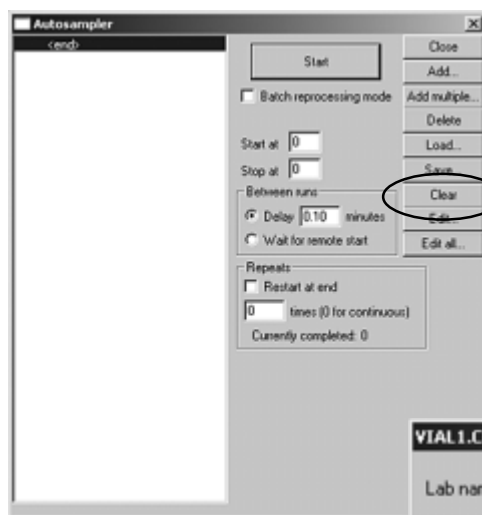 Autosampler
<end>
Start
Batch reprocessing mode
Start at 0
Stop at 0
Between runs
Delay 0.10 minutes
Wait for remote start
Repeats
Restart at end
0 times (0 for continuous)
Currently completed: 0
Close
Add...
Add multiple...
Delete
Load...
Save...
Clear
Edit...
Edit all...
VIAL1.C
Lab nar